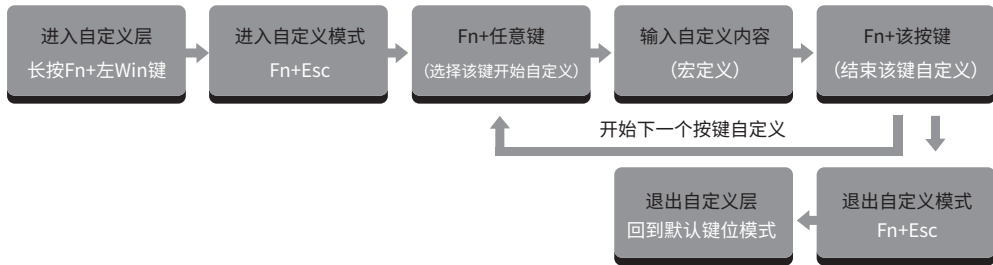 进入自定义层
长按Fn+左Win键
进入自定义模式
Fn+Esc
Fn+任意键
(选择该键开始自定义)
输入自定义内容
（宏定义）
Fn+该按键
(结束该键自定义)
开始下一个按键自定义
退出自定义层
回到默认键位模式
退出自定义模式
Fn+Esc